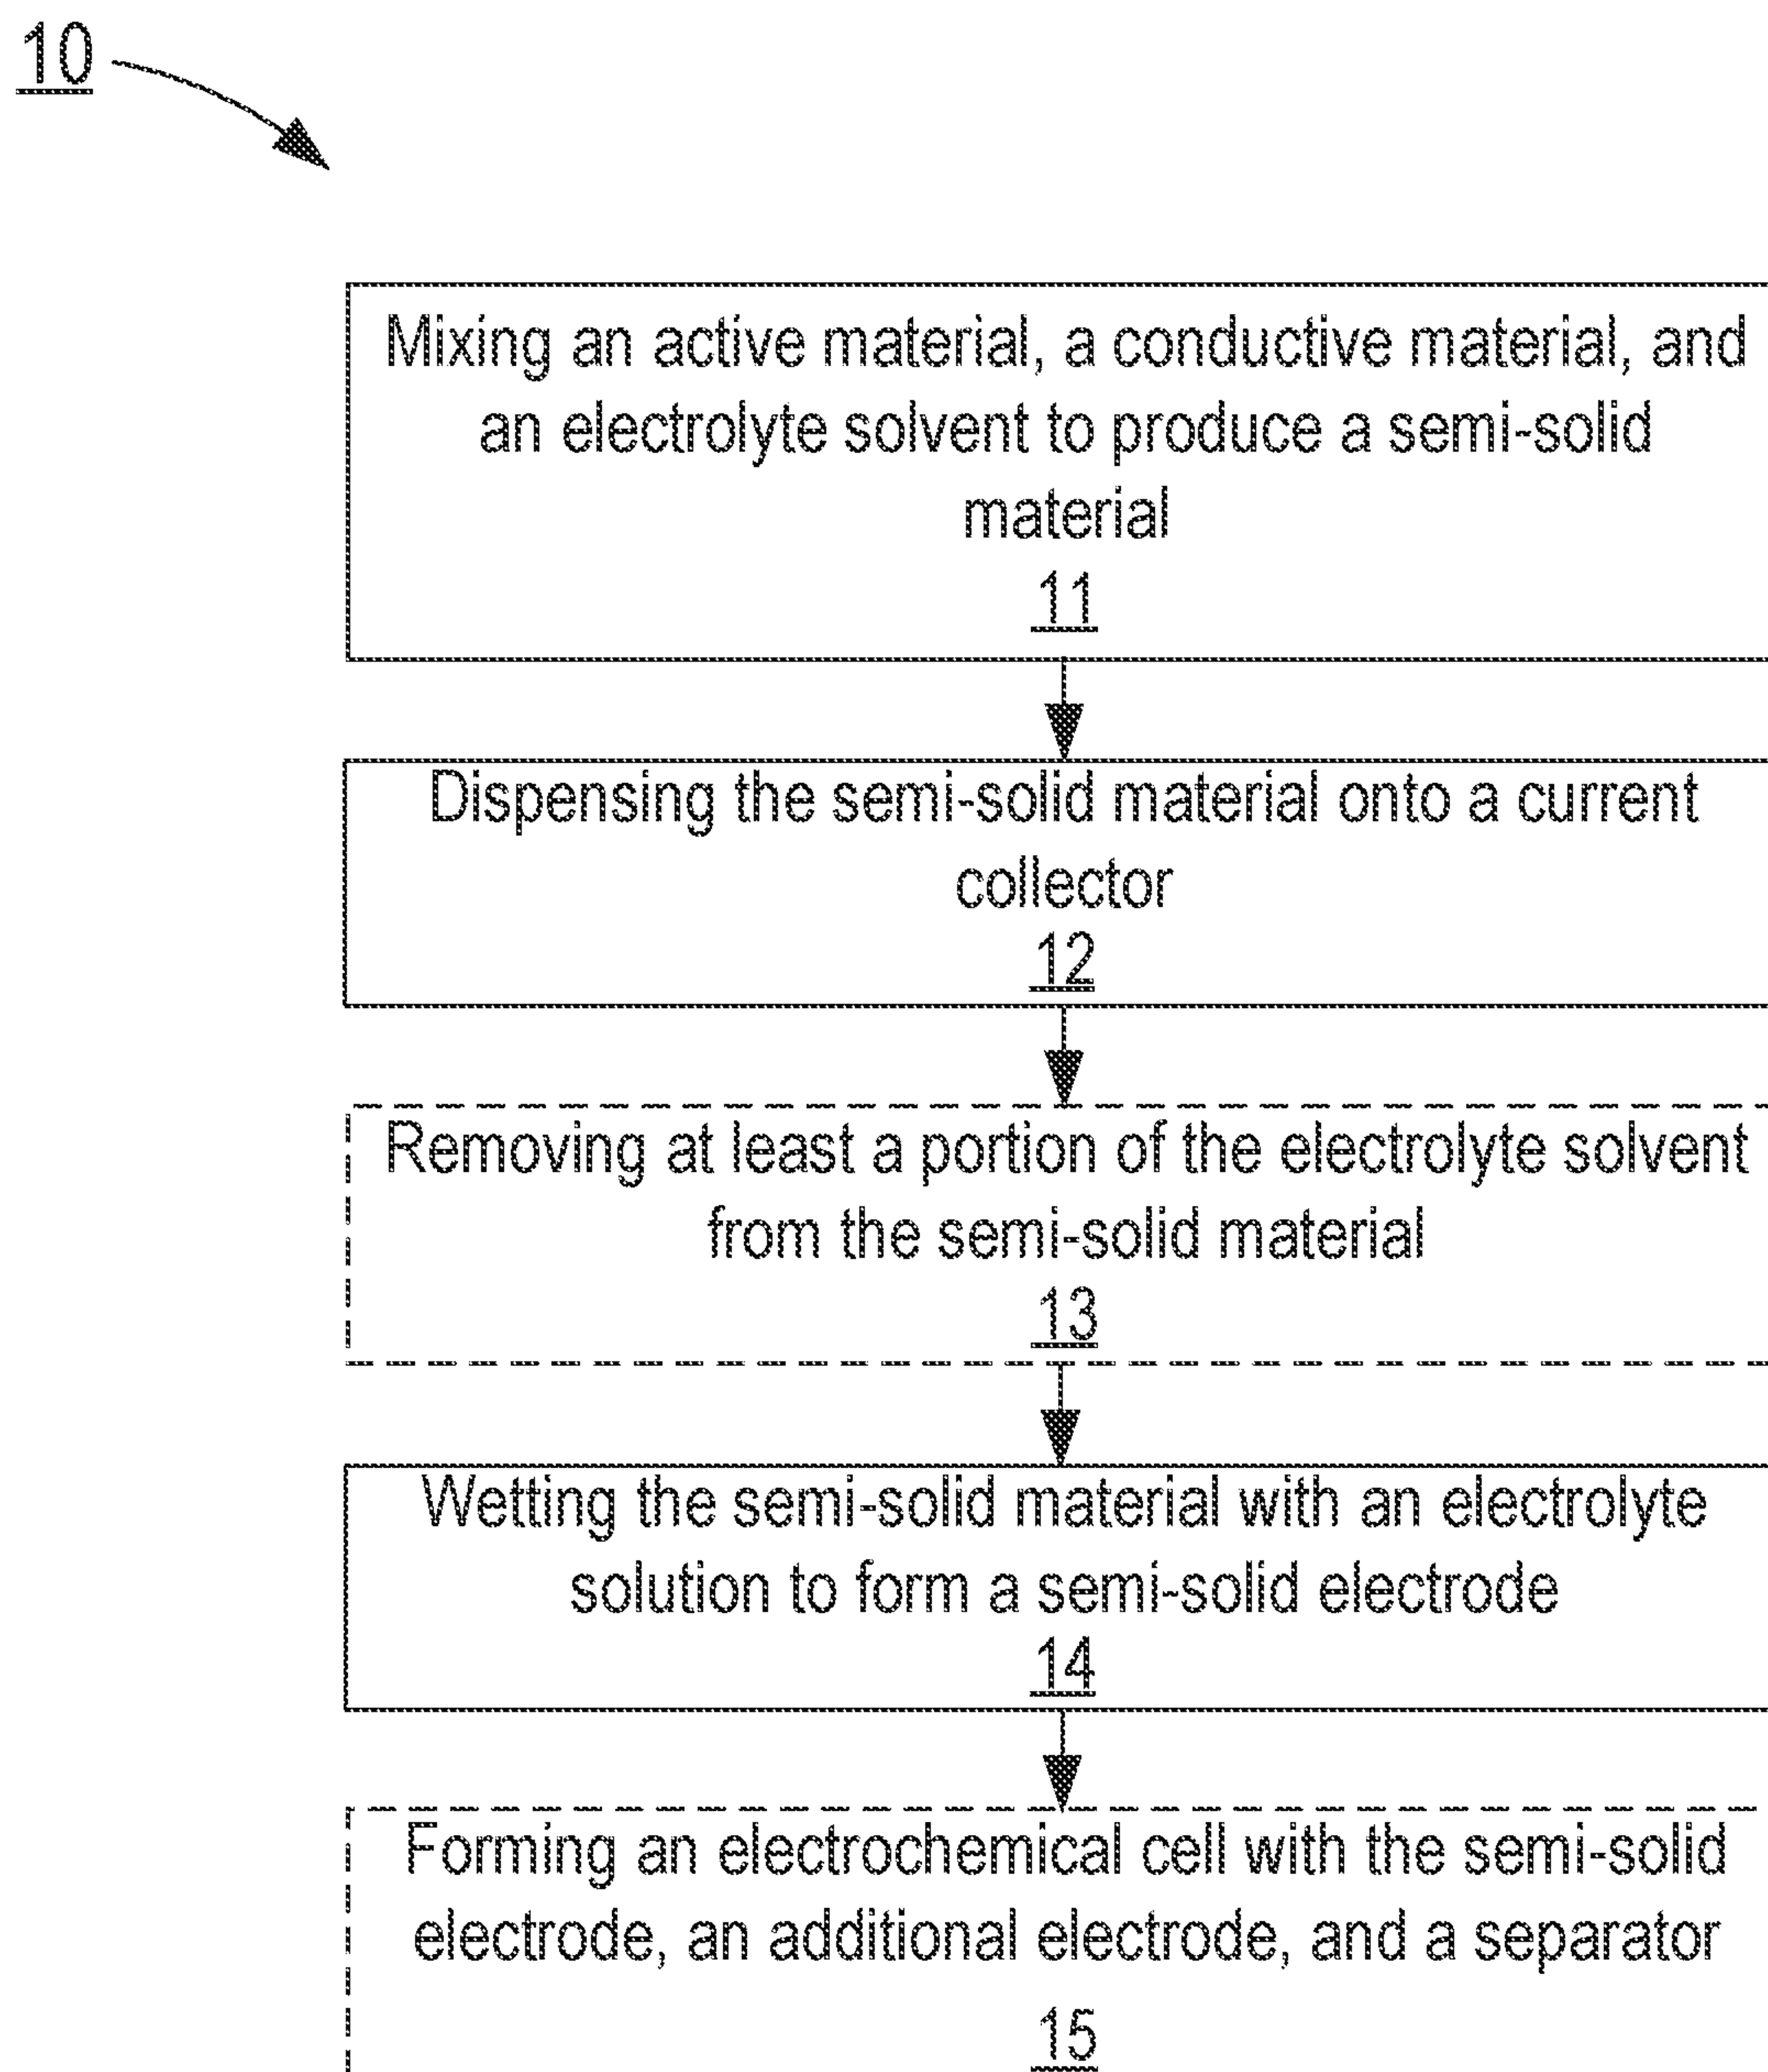 10
Mixing an active material, a conductive material, and
an electrolyte solvent to produce a semi-solid
material
11
Dispensing the semi-solid material onto a current
collector
12
Removing at least a portion of the electrolyte solvent
from the semi-solid material
13
Wetting the semi-solid material with an electrolyte
solution to form a semi-solid electrode
14
Forming an electrochemical cell with the semi-solid
electrode, an additional electrode, and a separator
15